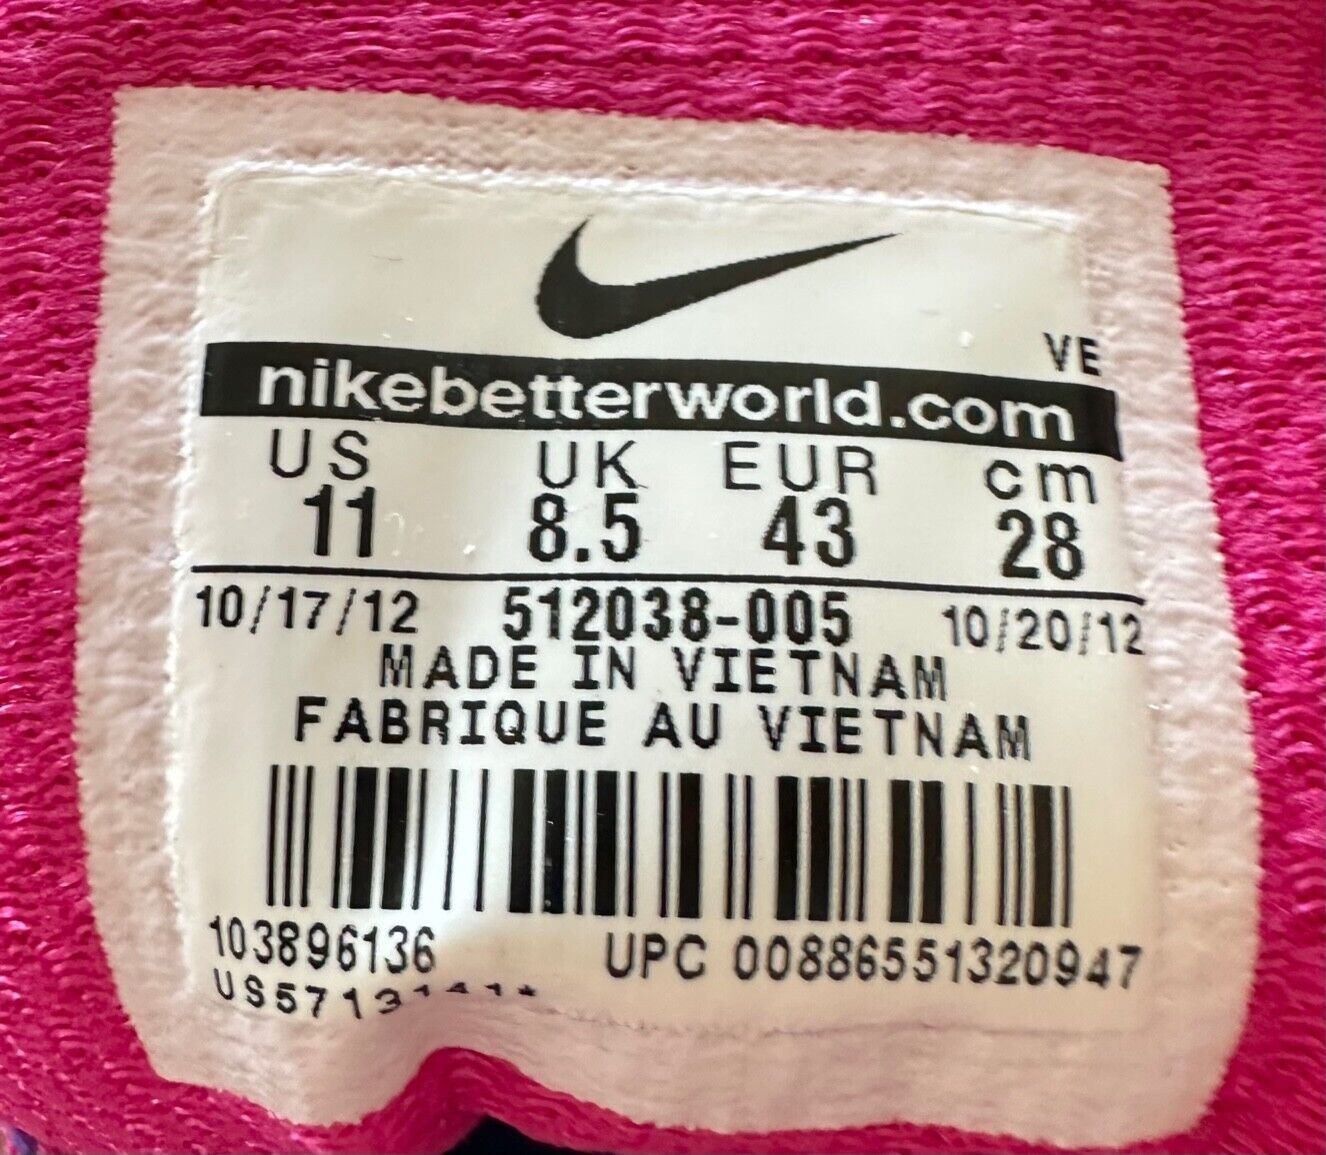 VE
nikebetterworld.com
US UK EUR cm
11 8.5 43 28
10/17/12 512038-005 10/20/12
MADE IN VIETNAM
FABRIQUE AU VIETNAM
103896136 UPC 00886551320947